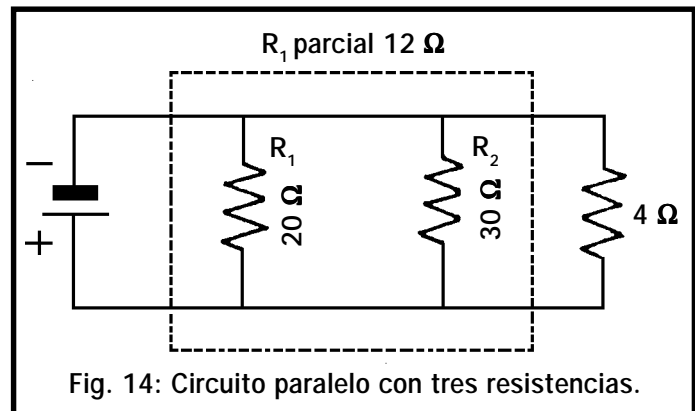 R₁ parcial 12 Ω
−
+
R₁
20 Ω
R₂
30 Ω
4 Ω
Fig. 14: Circuito paralelo con tres resistencias.